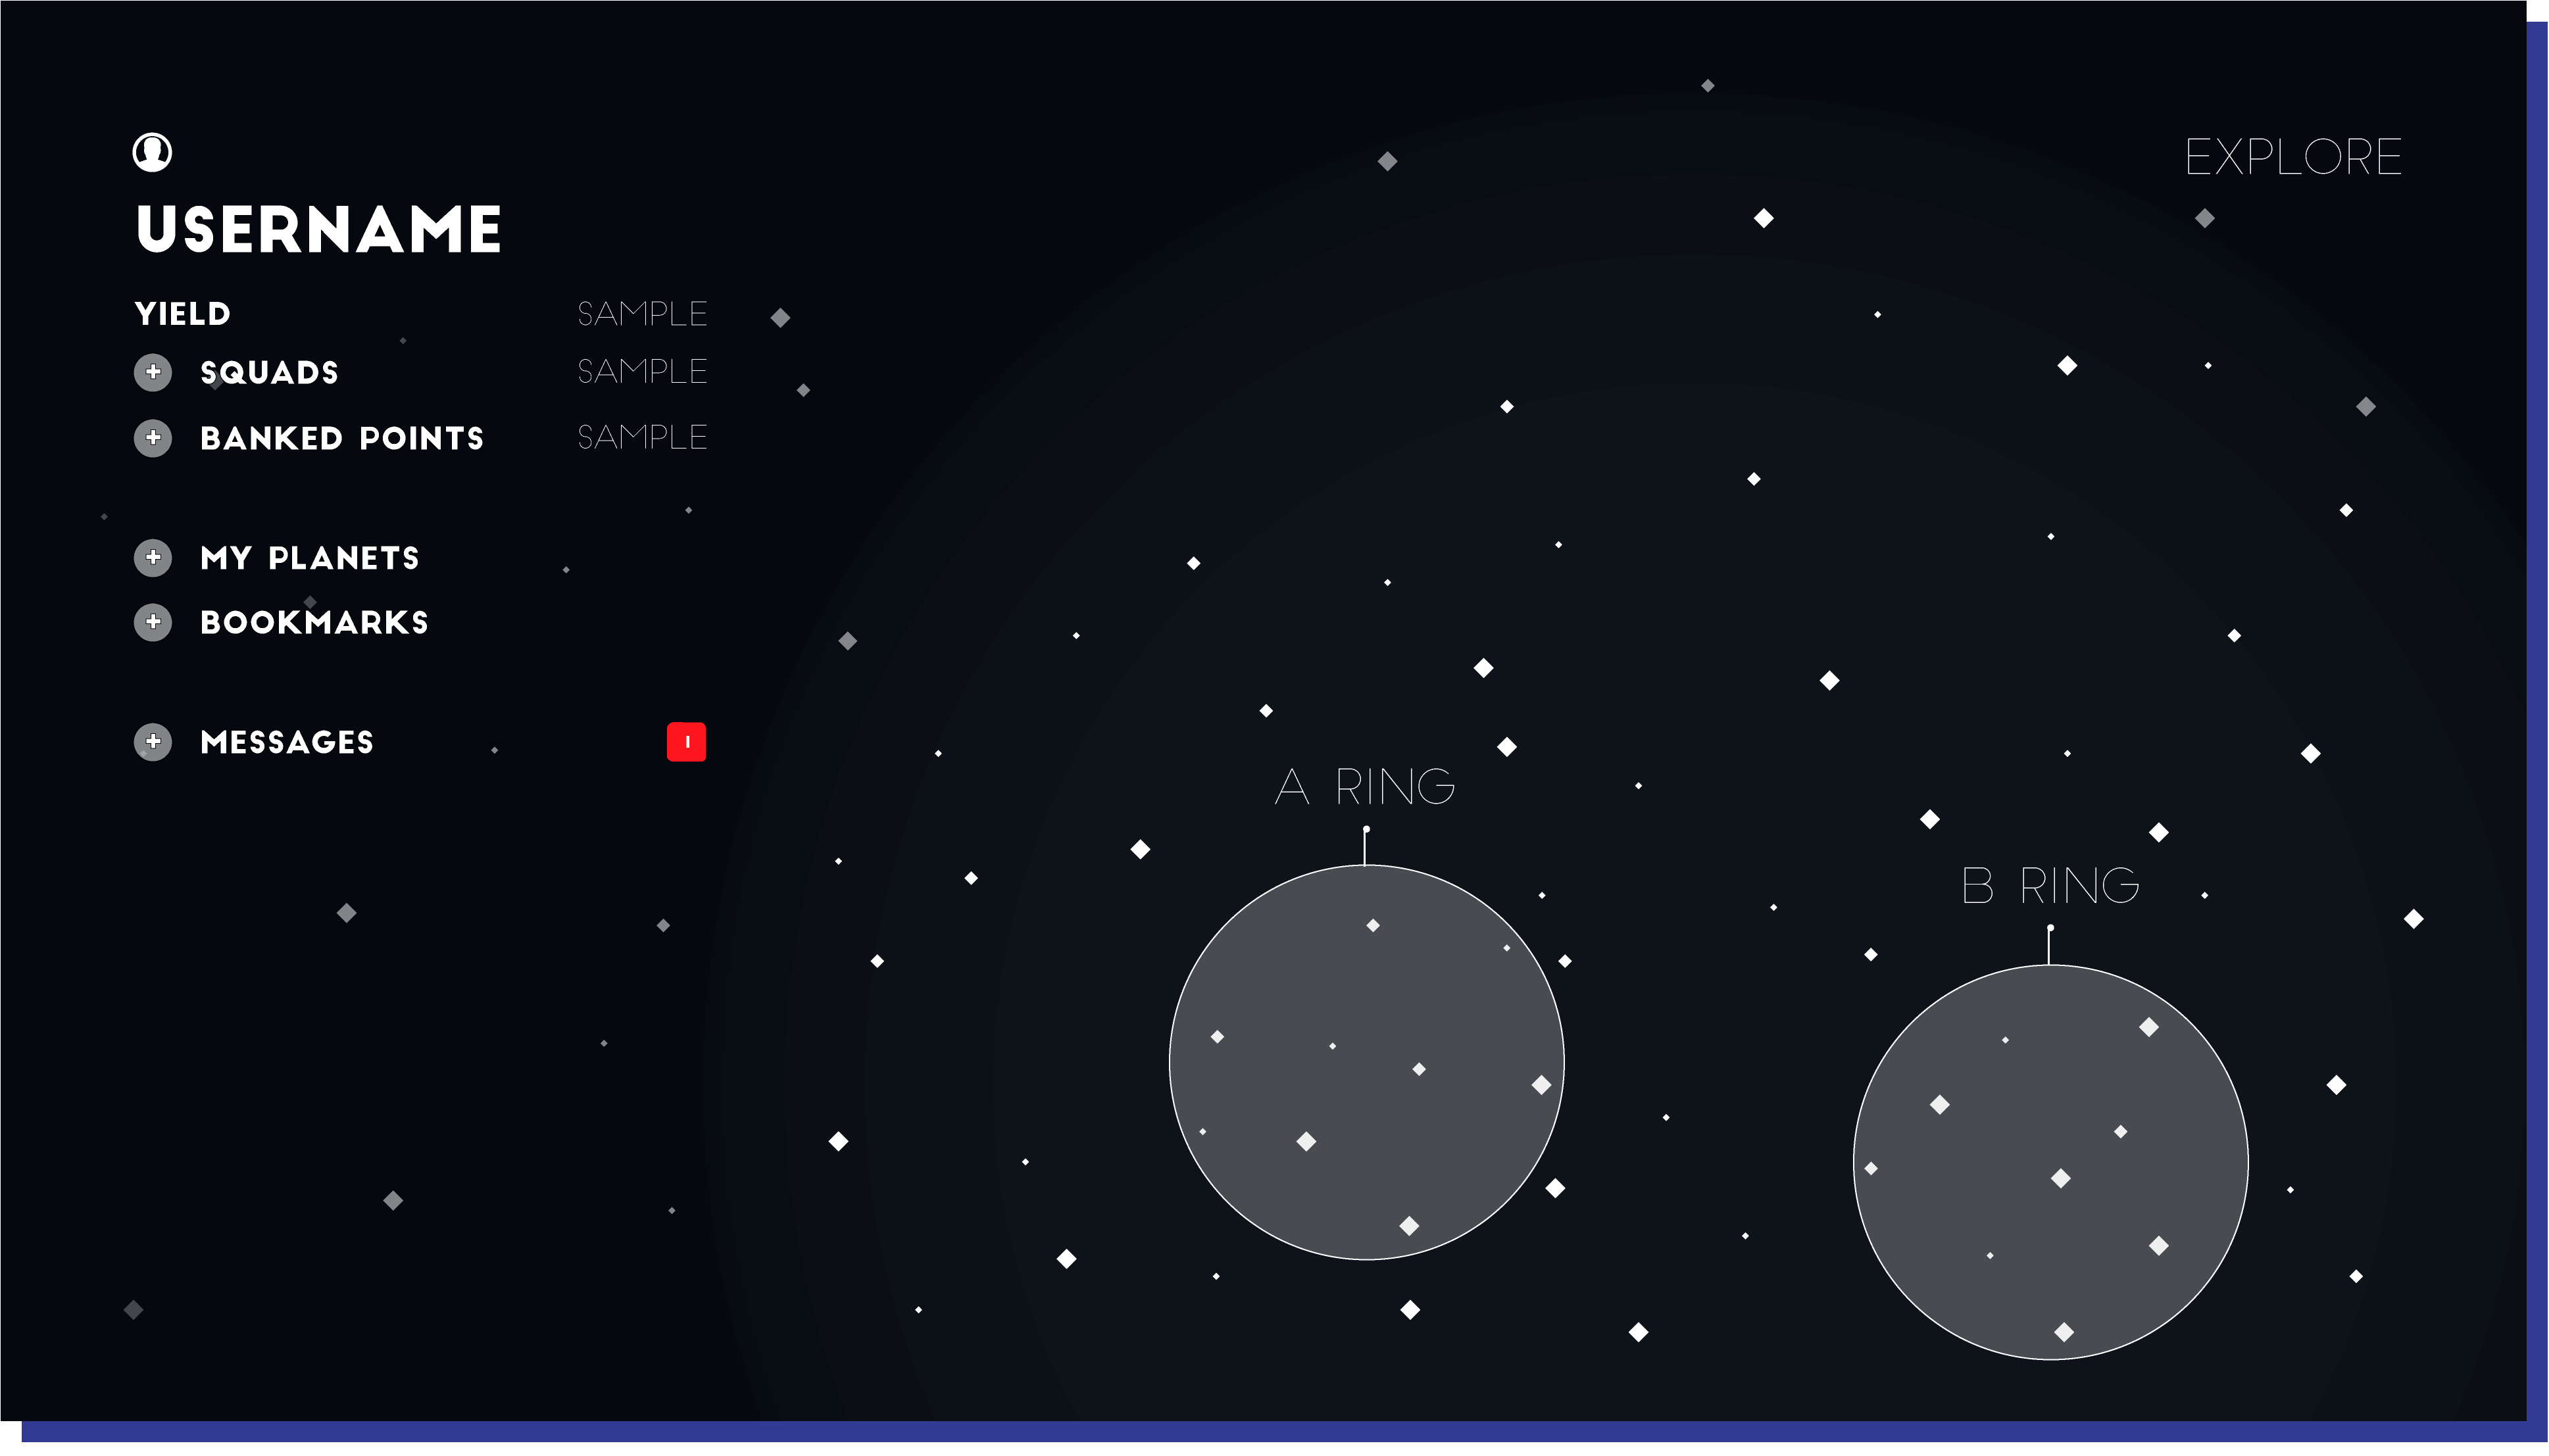 EXPLORE
USERNAME
YIELD SAMPLE
SQUADS SAMPLE
BANKED POINTS SAMPLE
MY PLANETS
BOOKMARKS
MESSAGES 1
A RING
B RING